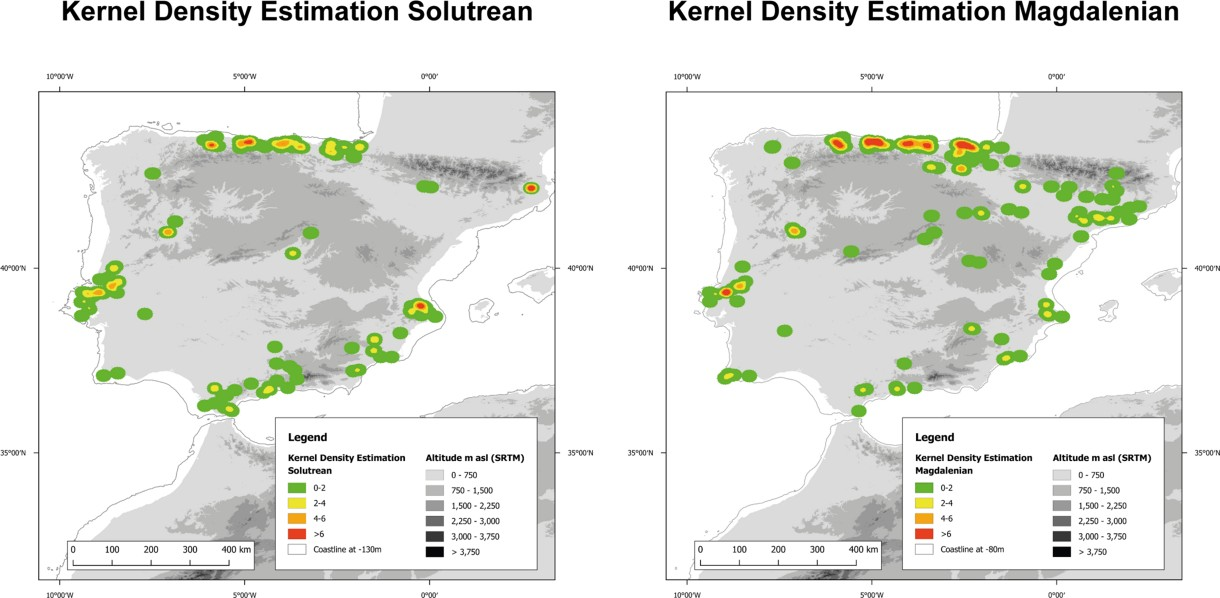 Kernel Density Estimation Solutrean
10°00'W 5°00'W 0°00'
40°00'N 40°00'N
35°00'N 35°00'N
Legend
Kernel Density Estimation
Solutrean
0-2
2-4
4-6
>6
Coastline at -130m
Altitude m asl (SRTM)
0 - 750
750 - 1,500
1,500 - 2,250
2,250 - 3,000
3,000 - 3,750
> 3,750
0 100 200 300 400 km
10°00'W 5°00'W 0°00'
Kernel Density Estimation Magdalenian
10°00'W 5°00'W 0°00'
40°00'N 40°00'N
35°00'N 35°00'N
Legend
Kernel Density Estimation
Magdalenian
0-2
2-4
4-6
>6
Coastline at -80m
Altitude m asl (SRTM)
0 - 750
750 - 1,500
1,500 - 2,250
2,250 - 3,000
3,000 - 3,750
> 3,750
0 100 200 300 400 km
10°00'W 5°00'W 0°00'